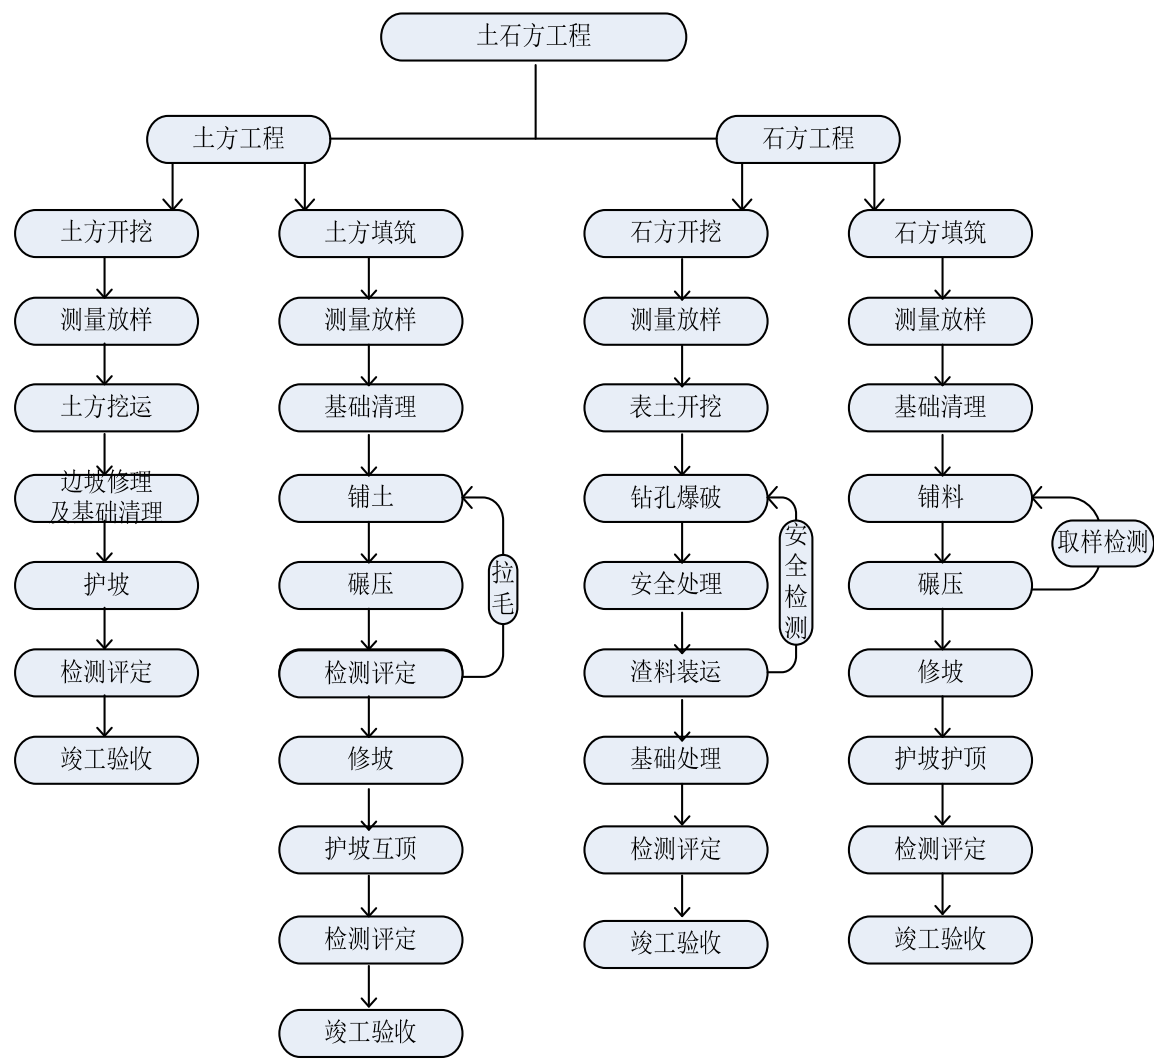 土石方工程
土方工程
石方工程
土方开挖
测量放样
土方挖运
边坡修理
及基础清理
护坡
检测评定
竣工验收
土方填筑
测量放样
基础清理
铺土
碾压
检测评定
拉
毛
修坡
护坡互顶
检测评定
竣工验收
石方开挖
测量放样
表土开挖
钻孔爆破
安全处理
渣料装运
安
全
检
测
基础处理
检测评定
竣工验收
石方填筑
测量放样
基础清理
铺料
碾压
取样检测
修坡
护坡护顶
检测评定
竣工验收